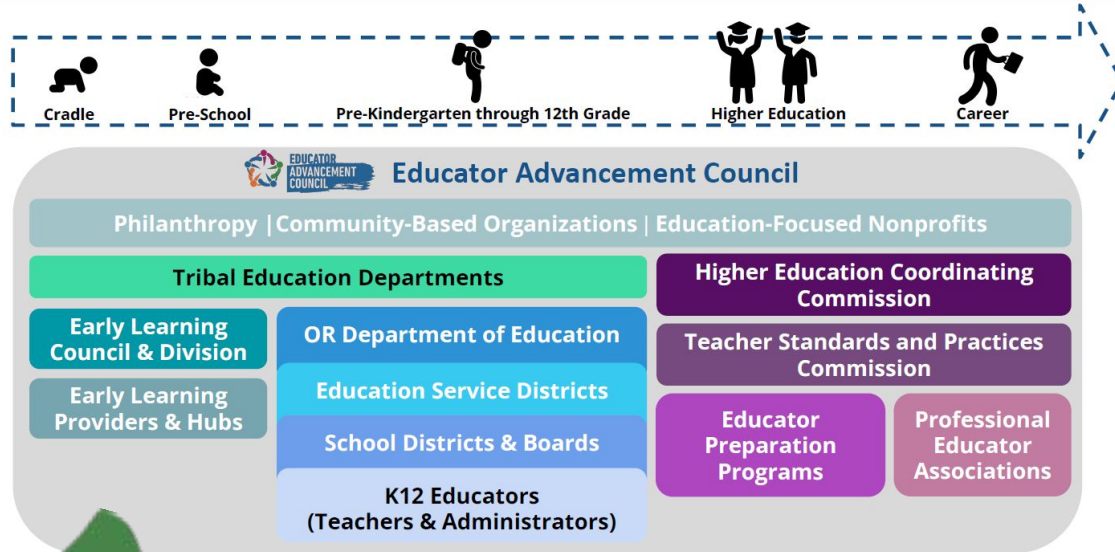 Cradle
Pre-School
Pre-Kindergarten through 12th Grade
Higher Education
Career
EDUCATOR
ADVANCEMENT
COUNCIL
Educator Advancement Council
Philanthropy |Community-Based Organizations | Education-Focused Nonprofits
Tribal Education Departments
Higher Education Coordinating
Commission
Early Learning
Council & Division
OR Department of Education
Teacher Standards and Practices
Commission
Early Learning
Providers & Hubs
Education Service Districts
School Districts & Boards
K12 Educators
(Teachers & Administrators)
Educator
Preparation
Programs
Professional
Educator
Associations